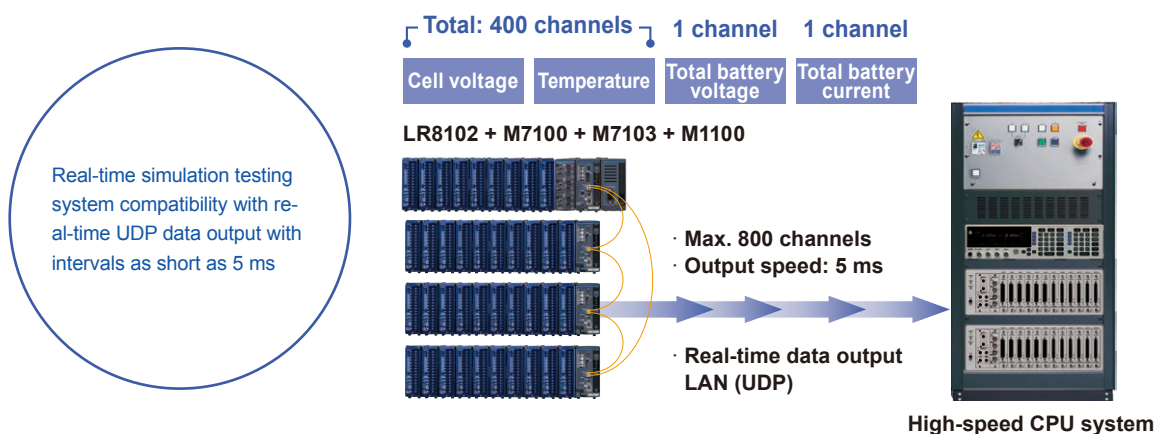 Total: 400 channels
1 channel
1 channel
Cell voltage
Temperature
Total battery
voltage
Total battery
current
LR8102 + M7100 + M7103 + M1100
Real-time simulation testing
system compatibility with re-
al-time UDP data output with
intervals as short as 5 ms
· Max. 800 channels
· Output speed: 5 ms
· Real-time data output
LAN (UDP)
High-speed CPU system